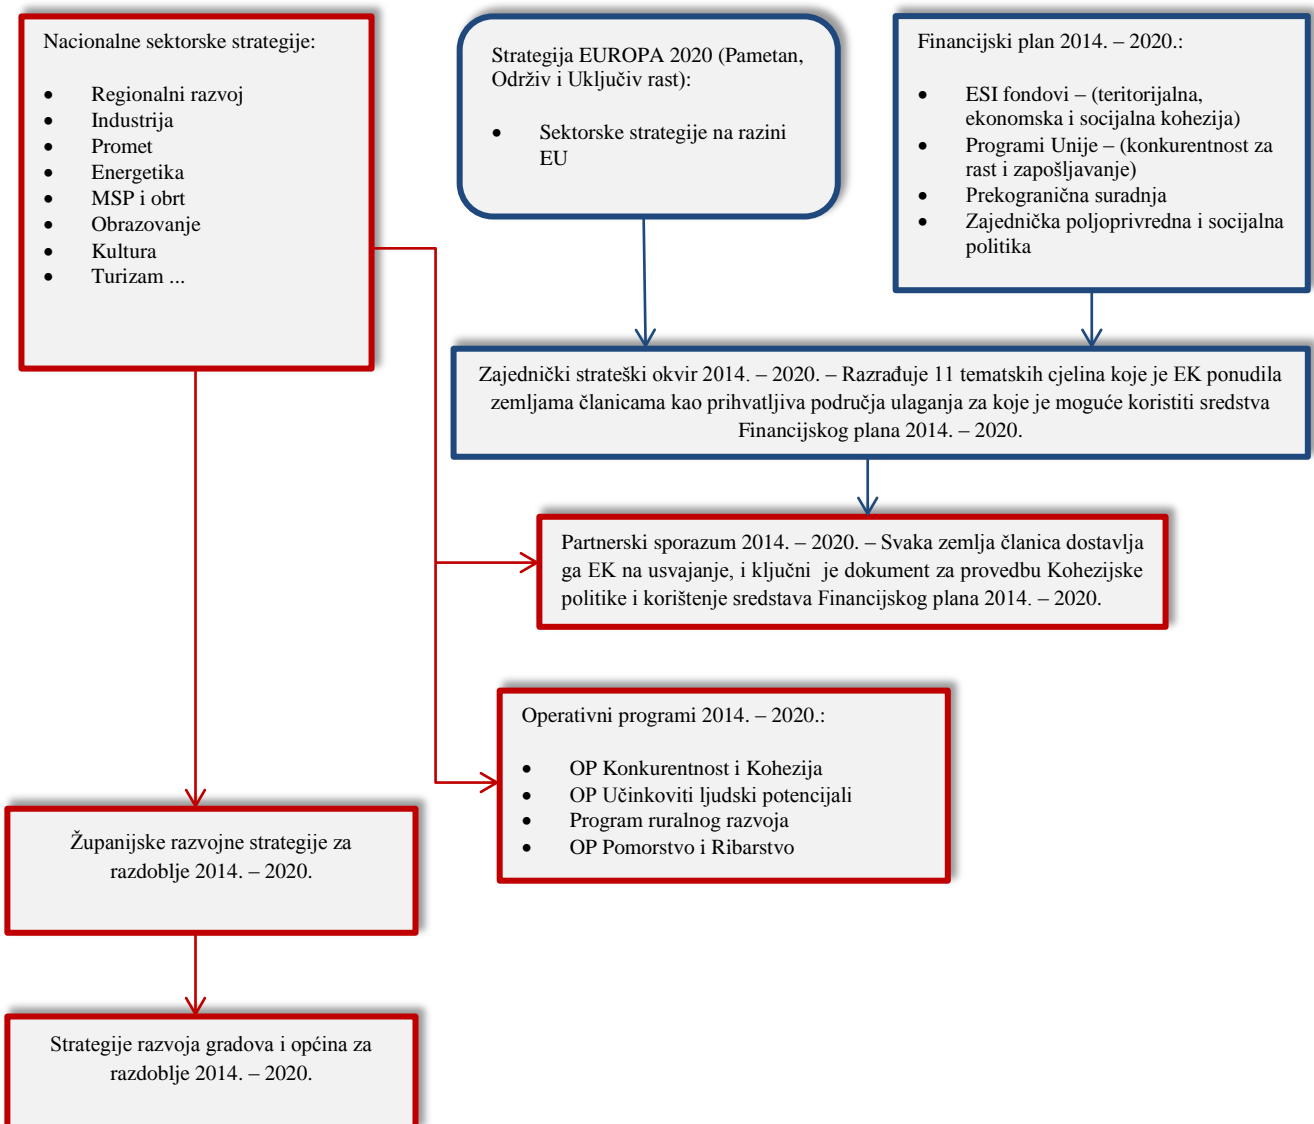 Nacionalne sektorske strategije:
• Regionalni razvoj
• Industrija
• Promet
• Energetika
• MSP i obrt
• Obrazovanje
• Kultura
• Turizam ...
Strategija EUROPA 2020 (Pametan,
Održiv i Uključiv rast):
• Sektorske strategije na razini
EU
Financijski plan 2014. – 2020.:
• ESI fondovi – (teritorijalna,
ekonomska i socijalna kohezija)
• Programi Unije – (konkurentnost za
rast i zapošljavanje)
• Prekogranična suradnja
• Zajednička poljoprivredna i socijalna
politika
Zajednički strateški okvir 2014. – 2020. – Razrađuje 11 tematskih cjelina koje je EK ponudila
zemljama članicama kao prihvatljiva područja ulaganja za koje je moguće koristiti sredstva
Financijskog plana 2014. – 2020.
Partnerski sporazum 2014. – 2020. – Svaka zemlja članica dostavlja
ga EK na usvajanje, i ključni  je dokument za provedbu Kohezijske
politike i korištenje sredstava Financijskog plana 2014. – 2020.
Operativni programi 2014. – 2020.:
• OP Konkurentnost i Kohezija
• OP Učinkoviti ljudski potencijali
• Program ruralnog razvoja
• OP Pomorstvo i Ribarstvo
Županijske razvojne strategije za
razdoblje 2014. – 2020.
Strategije razvoja gradova i općina za
razdoblje 2014. – 2020.